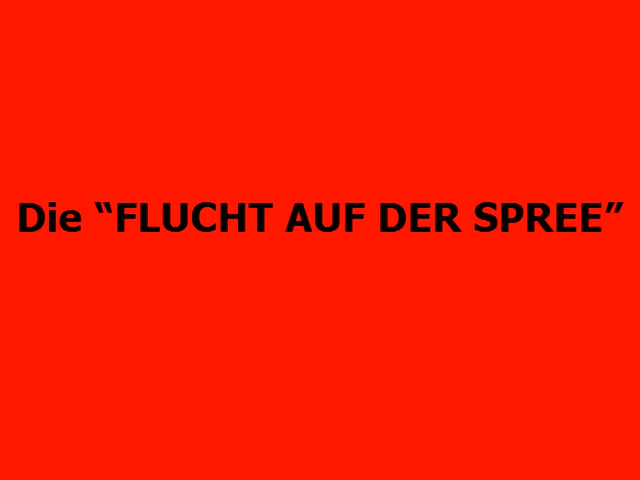 Die “FLUCHT AUF DER SPREE”